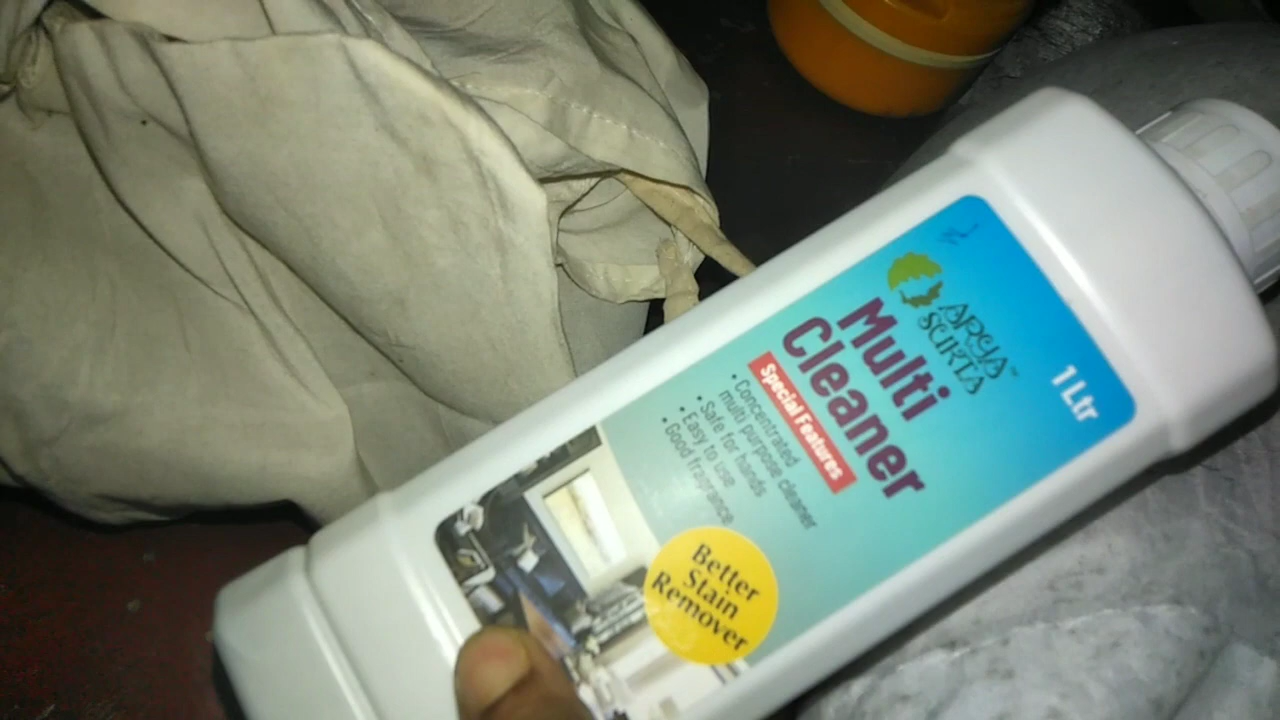 ARYA™
SUKTA
1 Ltr
Multi
Cleaner
Special Features
• Concentrated
multi purpose cleaner
• Safe for hands
• Easy to use
• Good fragrance
Better
Stain
Remover